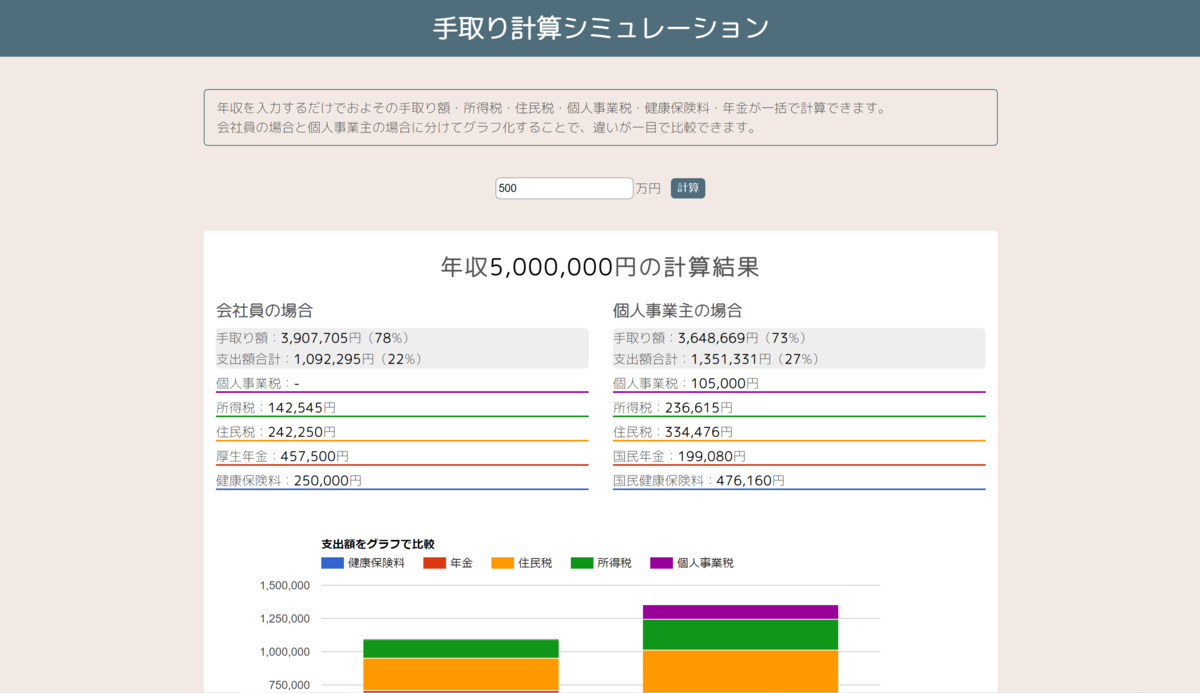 手取り計算シミュレーション
年収を入力するだけでおよその手取り額・所得税・住民税・個人事業税・健康保険料・年金が一括で計算できます。
会社員の場合と個人事業主の場合に分けてグラフ化することで、違いが一目で比較できます。
500 万円 計算
年収5,000,000円の計算結果
会社員の場合
手取り額：3,907,705円（78%）
支出額合計：1,092,295円（22%）
個人事業税：-
所得税：142,545円
住民税：242,250円
厚生年金：457,500円
健康保険料：250,000円
個人事業主の場合
手取り額：3,648,669円（73%）
支出額合計：1,351,331円（27%）
個人事業税：105,000円
所得税：236,615円
住民税：334,476円
国民年金：199,080円
国民健康保険料：476,160円
支出額をグラフで比較
健康保険料 年金 住民税 所得税 個人事業税
1,500,000
1,250,000
1,000,000
750,000